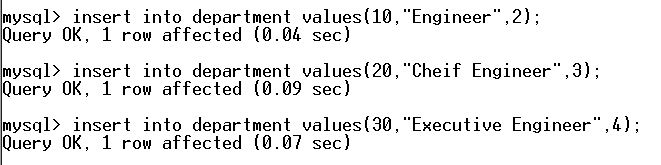 mysql> insert into department values(10,"Engineer",2);
Query OK, 1 row affected (0.04 sec)
mysql> insert into department values(20,"Cheif Engineer",3);
Query OK, 1 row affected (0.09 sec)
mysql> insert into department values(30,"Executive Engineer",4);
Query OK, 1 row affected (0.07 sec)